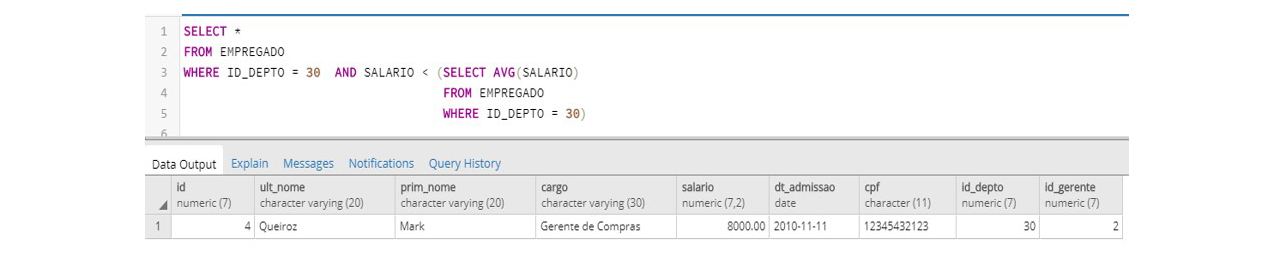 1 SELECT *
2 FROM EMPREGADO
3 WHERE ID_DEPTO = 30 AND SALARIO < (SELECT AVG(SALARIO)
4 FROM EMPREGADO
5 WHERE ID_DEPTO = 30)
6
Data Output Explain Messages Notifications Query History
id ult_nome prim_nome cargo salario dt_admissao cpf id_depto id_gerente
numeric (7) character varying (20) character varying (20) character varying (30) numeric (7,2) date character (11) numeric (7) numeric (7)
1 4 Queiroz Mark Gerente de Compras 8000.00 2010-11-11 12345432123 30 2